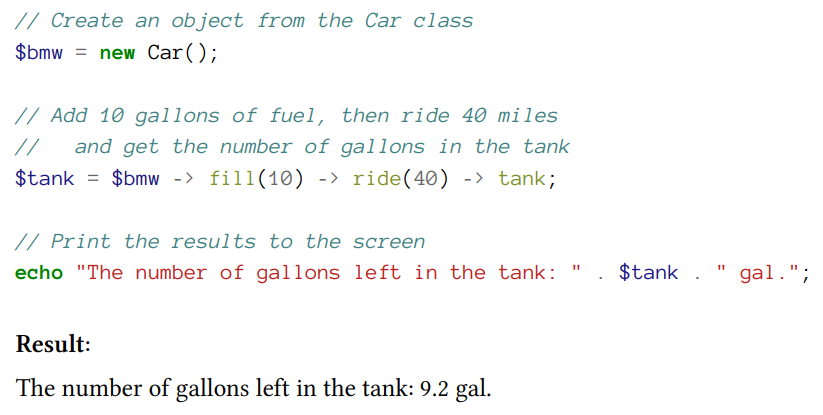 // Create an object from the Car class
$bmw = new Car();
// Add 10 gallons of fuel, then ride 40 miles
//   and get the number of gallons in the tank
$tank = $bmw -> fill(10) -> ride(40) -> tank;
// Print the results to the screen
echo "The number of gallons left in the tank: " . $tank . " gal.";
Result:
The number of gallons left in the tank: 9.2 gal.